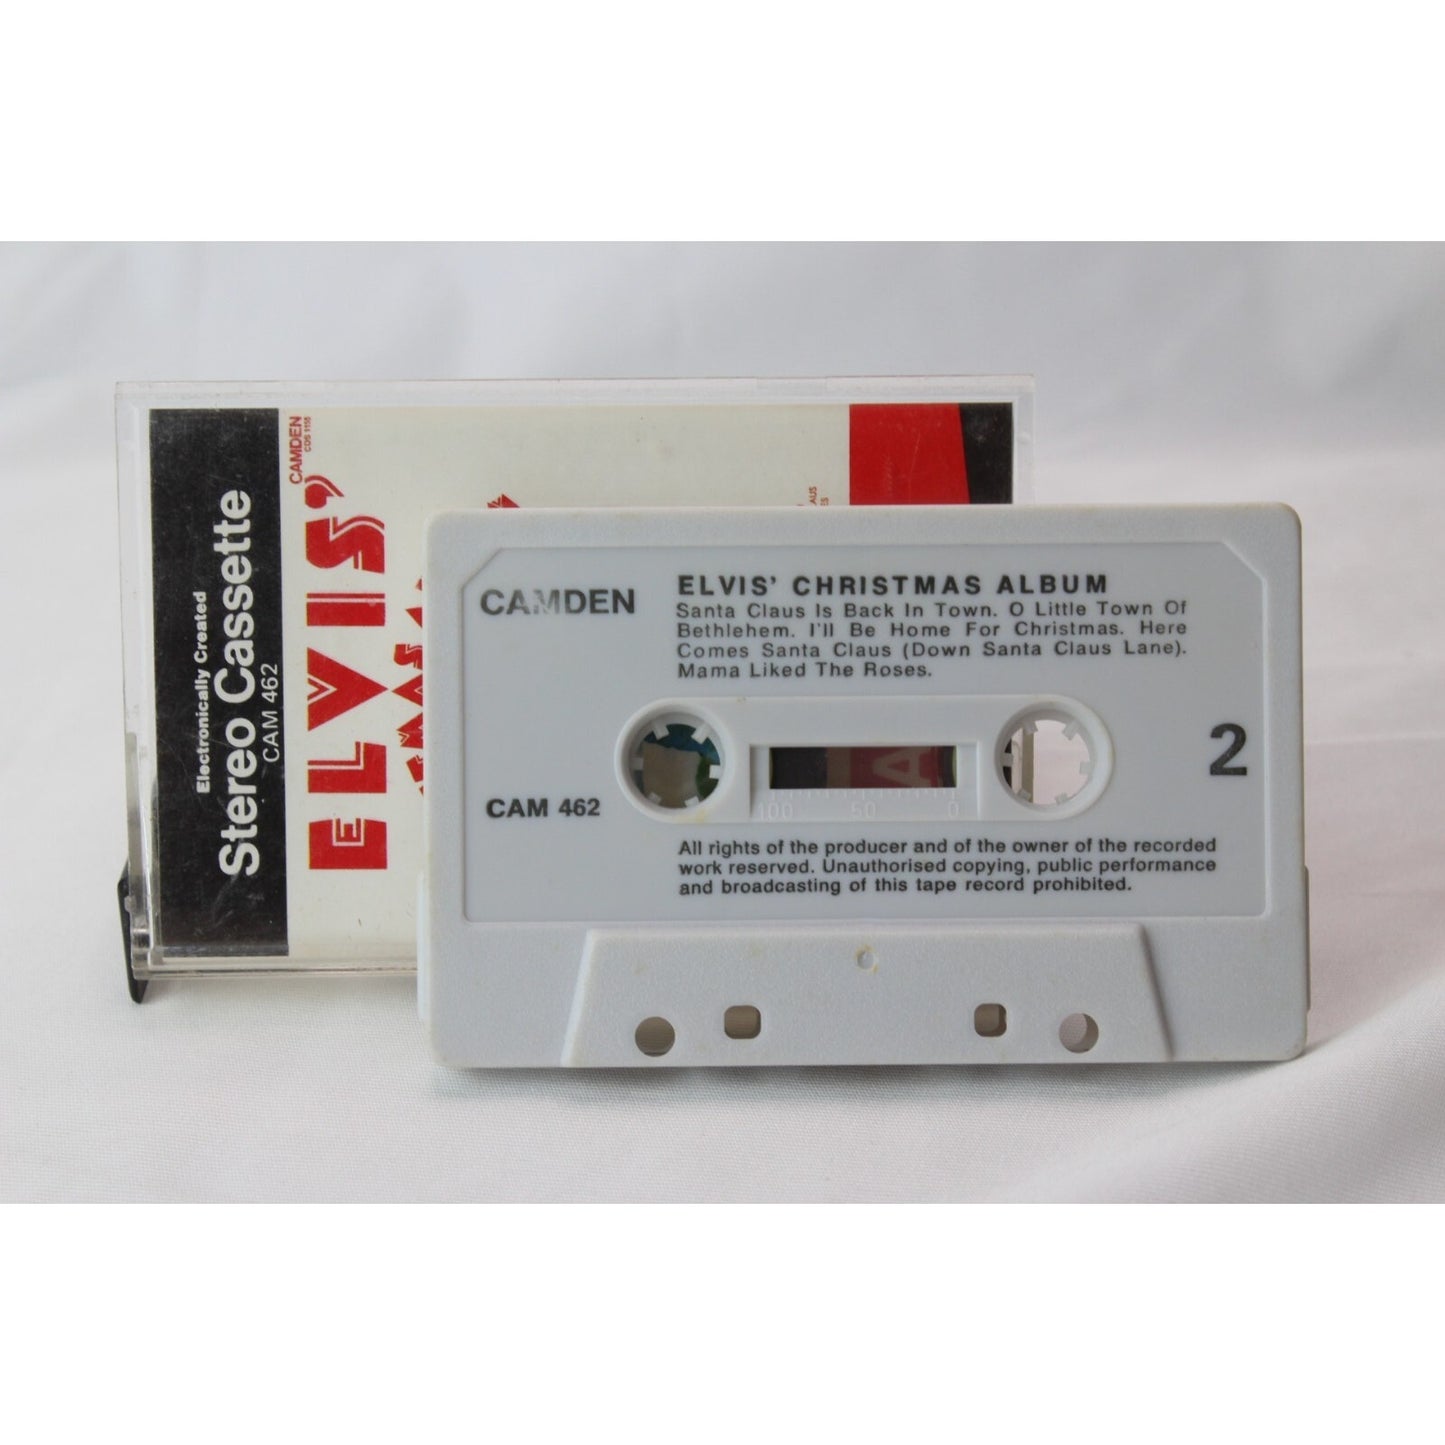 Electronically Created
Stereo Cassette
CAM 462
CAMDEN
CDS 1155
ELVIS'
CAMDEN
ELVIS' CHRISTMAS ALBUM
Santa Claus Is Back In Town. O Little Town Of
Bethlehem. I'll Be Home For Christmas. Here
Comes Santa Claus (Down Santa Claus Lane).
Mama Liked The Roses.
2
CAM 462
100 50 0
All rights of the producer and of the owner of the recorded
work reserved. Unauthorised copying, public performance
and broadcasting of this tape record prohibited.